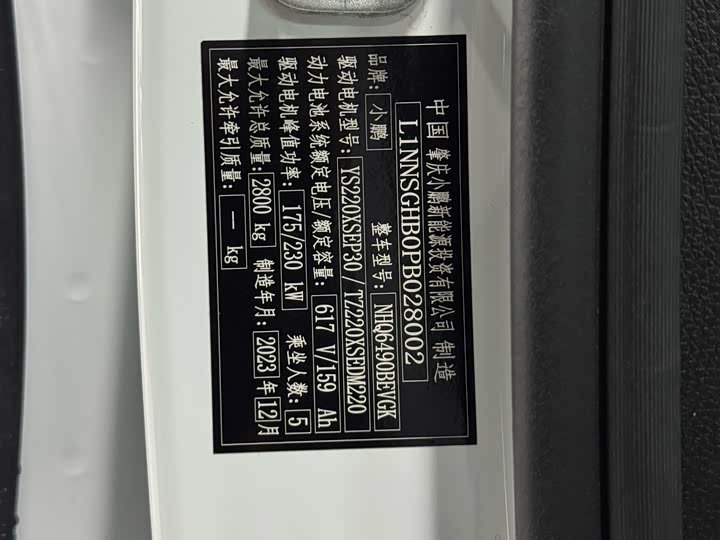 中国 肇庆小鹏新能源投资有限公司 制造
L1NNSGHB0PB028002
品牌: 小鹏 整车型号: NHQ6490BEVGK
驱动电机型号: YS220XSEP30 / TZ220XSEDM220
动力电池系统额定电压/额定容量: 617 V/159 Ah
驱动电机峰值功率: 175/230 kW 乘坐人数: 5
最大允许总质量: 2800 kg 制造年月: 2023 年 12 月
最大允许牵引质量: — kg